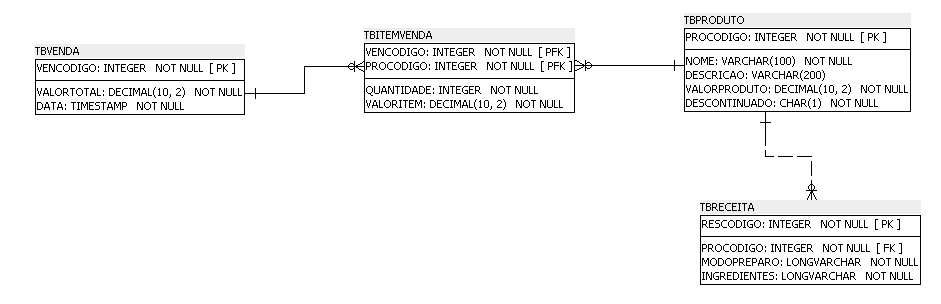 TBVENDA
VENCODIGO: INTEGER NOT NULL [ PK ]
VALORTOTAL: DECIMAL(10, 2) NOT NULL
DATA: TIMESTAMP NOT NULL
TBITEMVENDA
VENCODIGO: INTEGER NOT NULL [ PFK ]
PROCODIGO: INTEGER NOT NULL [ PFK ]
QUANTIDADE: INTEGER NOT NULL
VALORITEM: DECIMAL(10, 2) NOT NULL
TBPRODUTO
PROCODIGO: INTEGER NOT NULL [ PK ]
NOME: VARCHAR(100) NOT NULL
DESCRICAO: VARCHAR(200)
VALORPRODUTO: DECIMAL(10, 2) NOT NULL
DESCONTINUADO: CHAR(1) NOT NULL
TBRECEITA
RESCODIGO: INTEGER NOT NULL [ PK ]
PROCODIGO: INTEGER NOT NULL [ FK ]
MODOPREPARO: LONGVARCHAR NOT NULL
INGREDIENTES: LONGVARCHAR NOT NULL